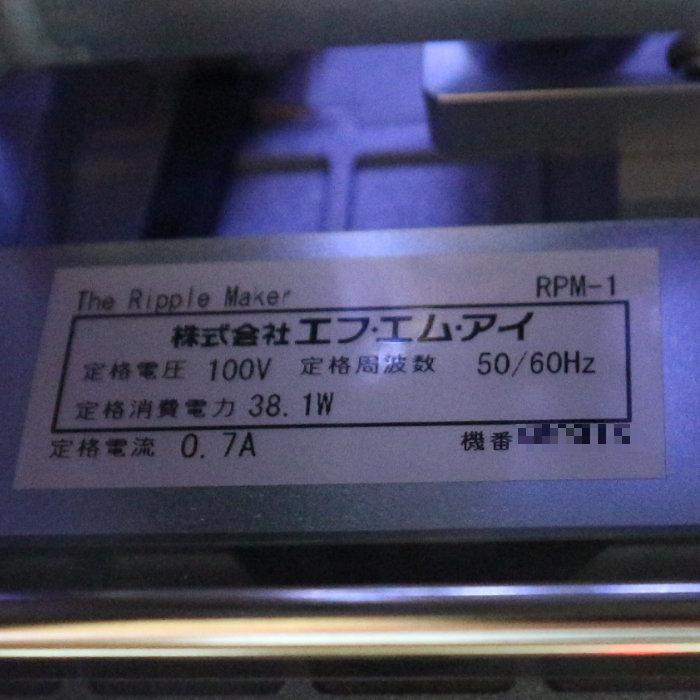 The Ripple Maker RPM-1
株式会社エフ・エム・アイ
定格電圧 100V 定格周波数 50/60Hz
定格消費電力 38.1W
定格電流 0.7A 機番